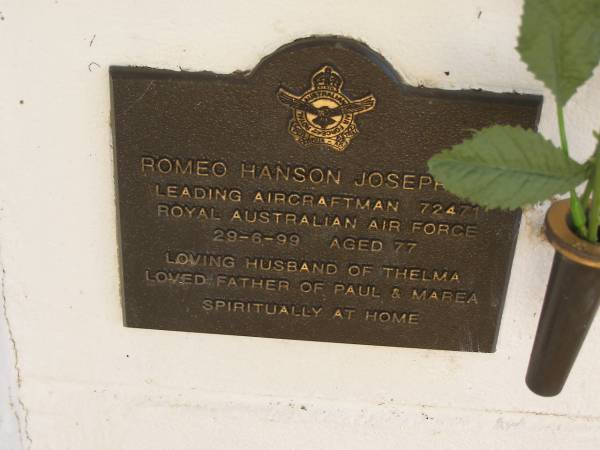 ROMEO HANSON JOSEPH
LEADING AIRCRAFTMAN 72471
ROYAL AUSTRALIAN AIR FORCE
29-6-99 AGED 77
LOVING HUSBAND OF THELMA
LOVED FATHER OF PAUL & MAREA
SPIRITUALLY AT HOME